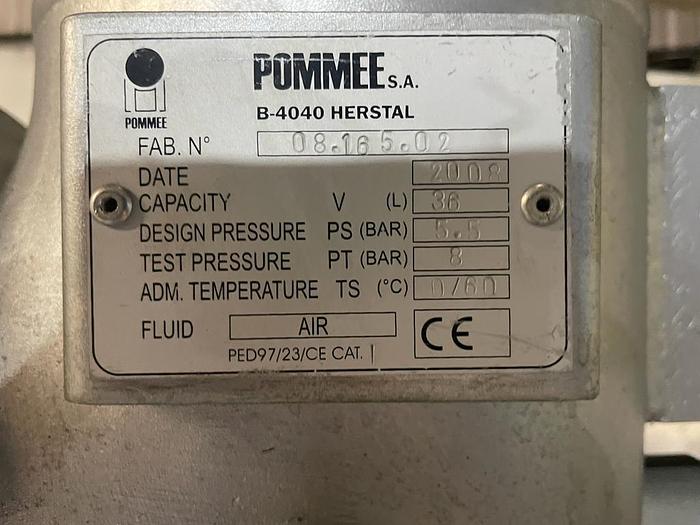 POMMEE S.A.
B-4040 HERSTAL
POMMEE
FAB. N° 08.165.02
DATE 2008
CAPACITY V (L) 36
DESIGN PRESSURE PS (BAR) 5.5
TEST PRESSURE PT (BAR) 8
ADM. TEMPERATURE TS (°C) 0/60
FLUID AIR CE
PED97/23/CE CAT. I